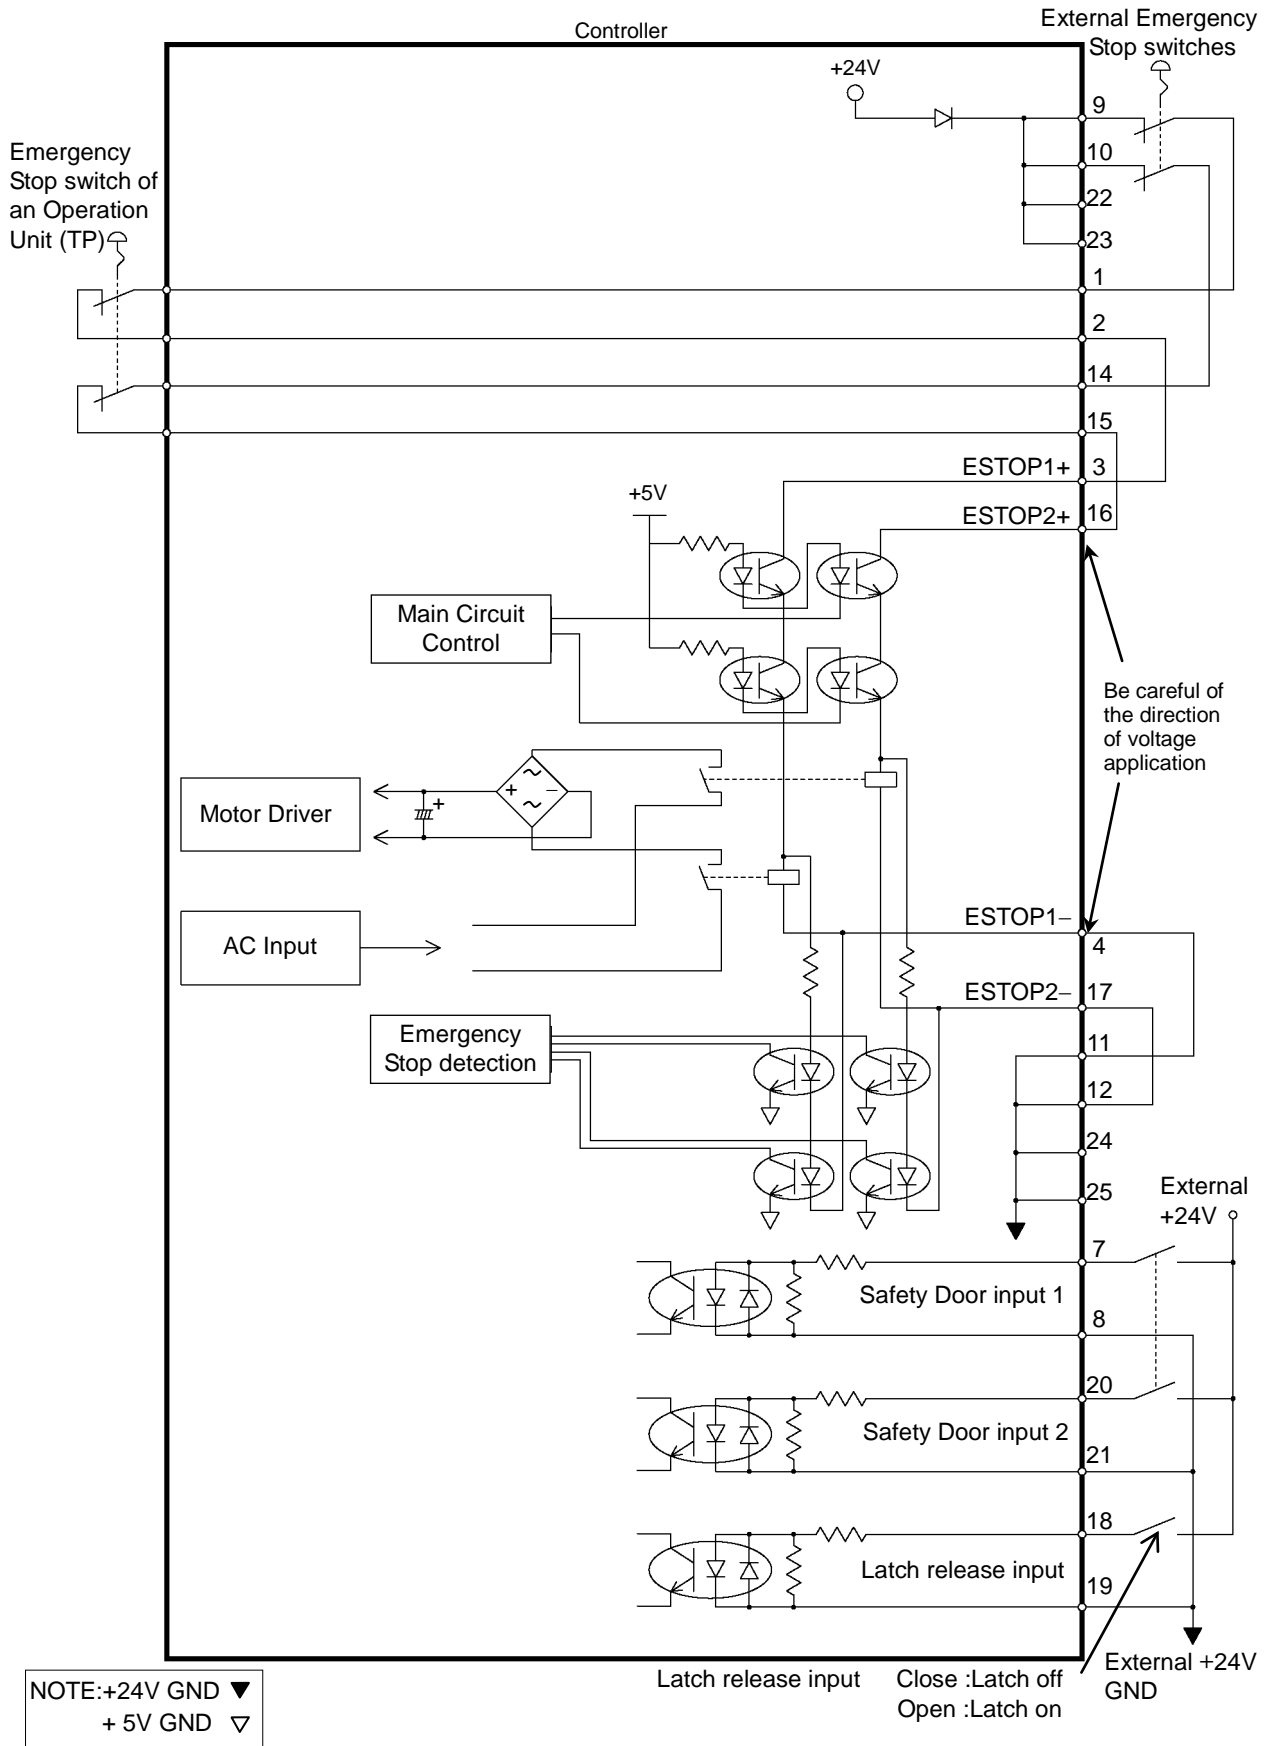 Controller
External Emergency
Stop switches
+24V
9
10
22
23
Emergency
Stop switch of
an Operation
Unit (TP)
1
2
14
15
ESTOP1+ 3
ESTOP2+ 16
+5V
Main Circuit
Control
Be careful of
the direction
of voltage
application
Motor Driver
+ −
+
AC Input
ESTOP1−
4
ESTOP2− 17
Emergency
Stop detection
11
12
24
25
External
+24V
7
Safety Door input 1
8
20
Safety Door input 2
21
18
Latch release input
19
External +24V
GND
Latch release input Close :Latch off
Open :Latch on
NOTE:+24V GND ▼
+ 5V GND ▽